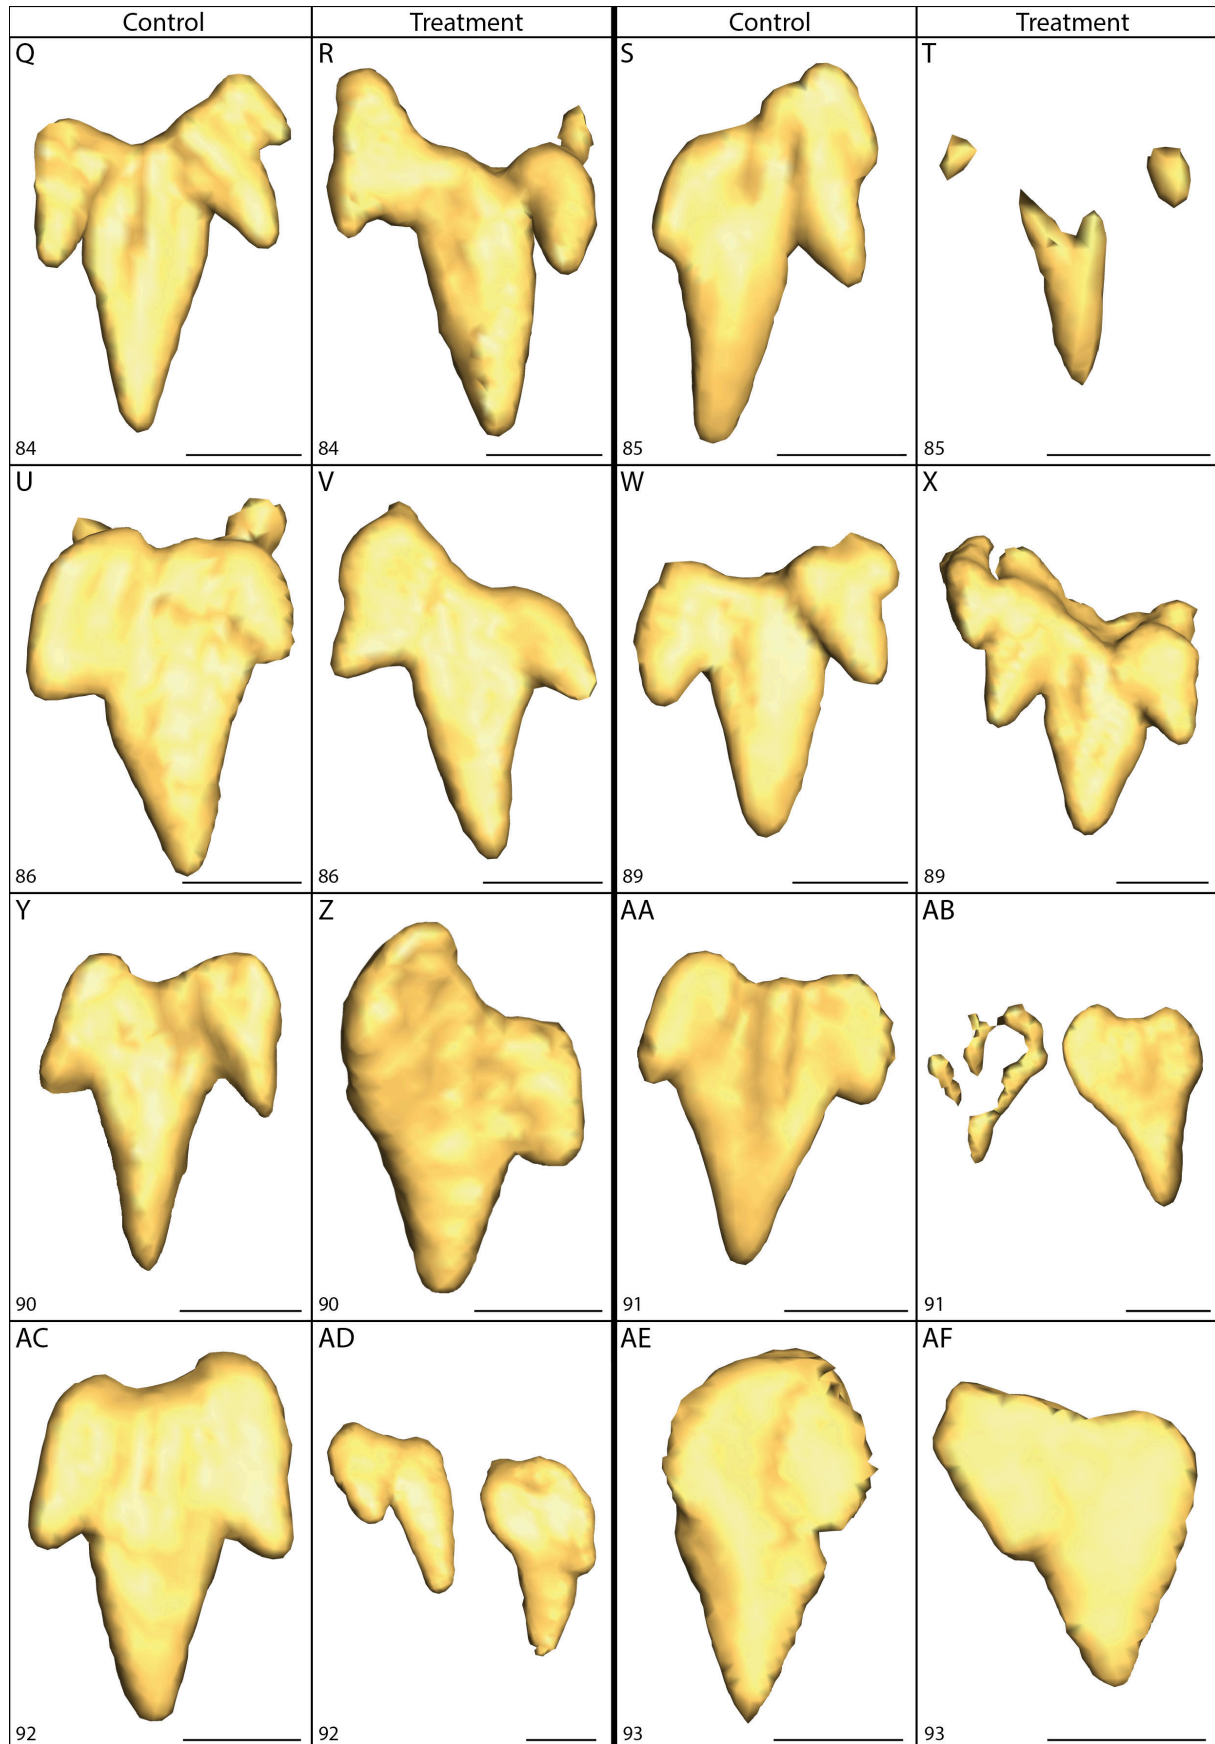 Control Treatment Control Treatment
Q R S T
84 84 85 85
U V W X
86 86 89 89
Y Z AA AB
90 90 91 91
AC AD AE AF
92 92 93 93